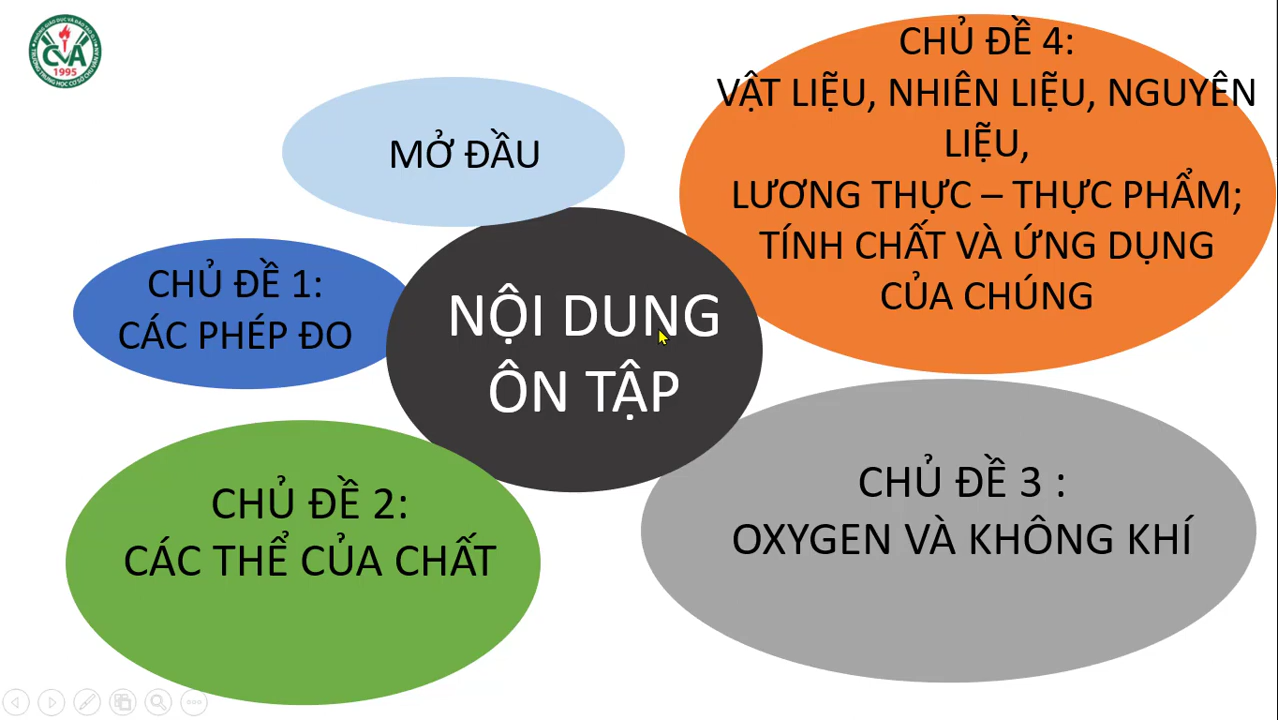 CVA
1995
MỞ ĐẦU
CHỦ ĐỀ 1:
CÁC PHÉP ĐO
CHỦ ĐỀ 2:
CÁC THỂ CỦA CHẤT
NỘI DUNG
ÔN TẬP
CHỦ ĐỀ 4:
VẬT LIỆU, NHIÊN LIỆU, NGUYÊN
LIỆU,
LƯƠNG THỰC – THỰC PHẨM;
TÍNH CHẤT VÀ ỨNG DỤNG
CỦA CHÚNG
CHỦ ĐỀ 3 :
OXYGEN VÀ KHÔNG KHÍ